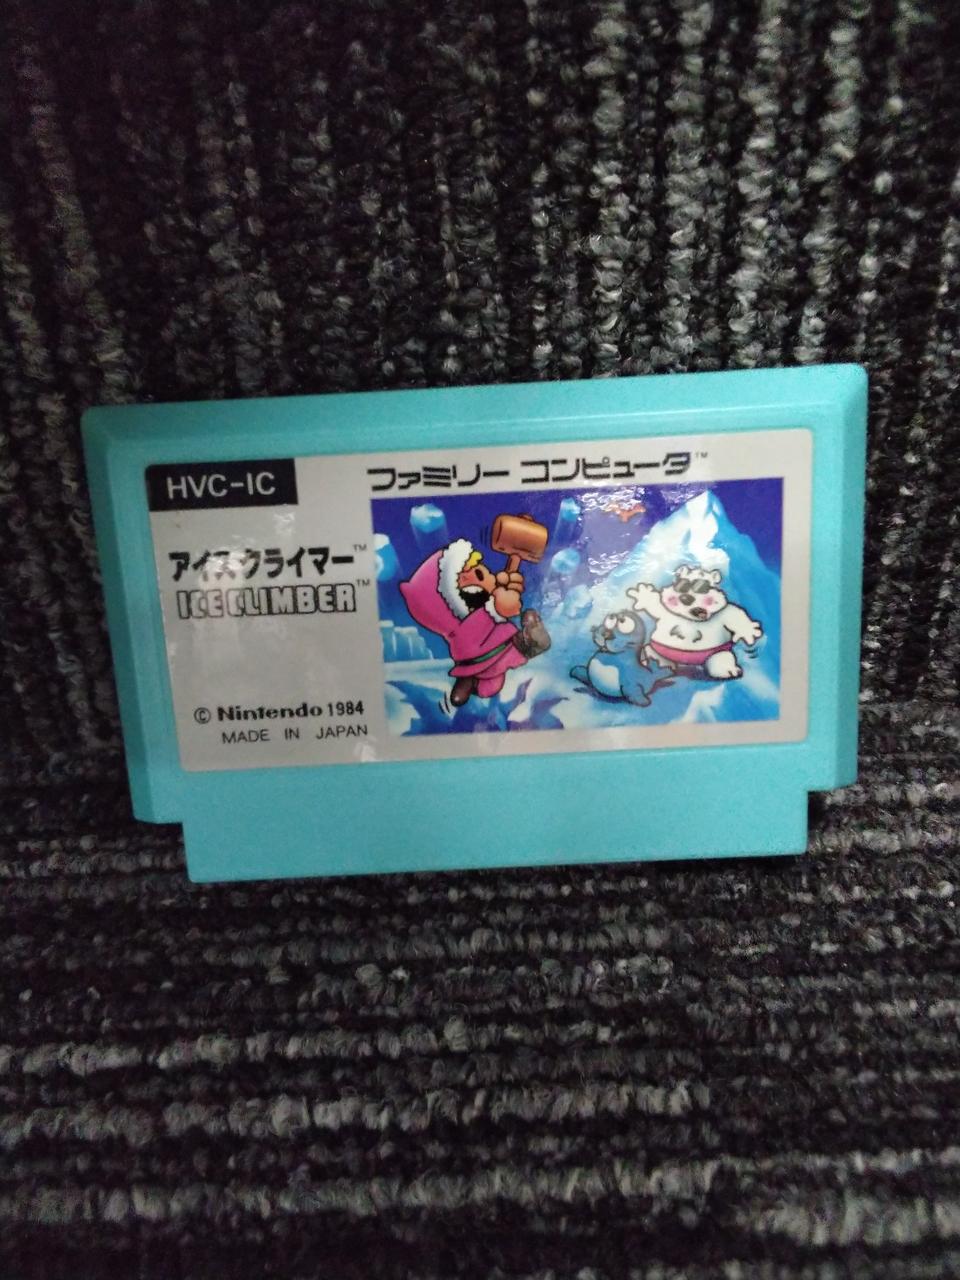 HVC-IC
ファミリー コンピュータ™
アイスクライマー™
ICE CLIMBER™
© Nintendo 1984
MADE IN JAPAN